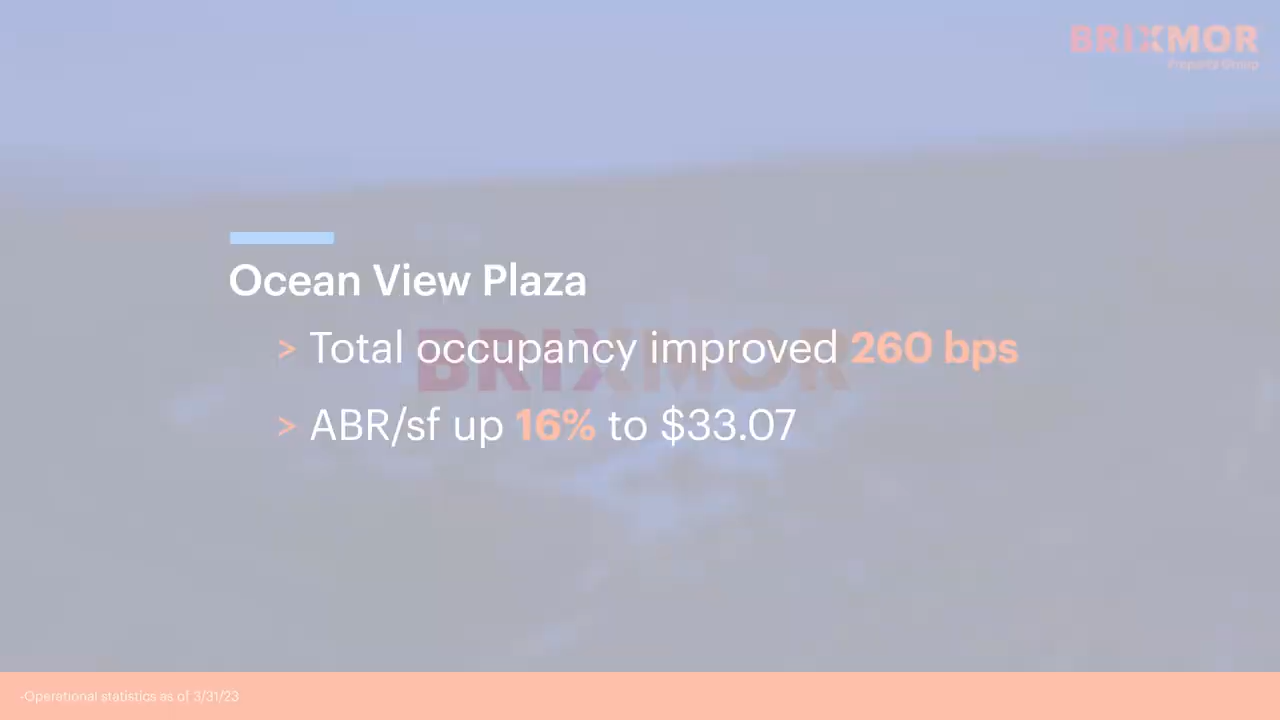 BRIXMOR
Property Group
Ocean View Plaza
> Total occupancy improved 260 bps
BRIXMOR
> ABR/sf up 16% to $33.07
-Operational statistics as of 3/31/23